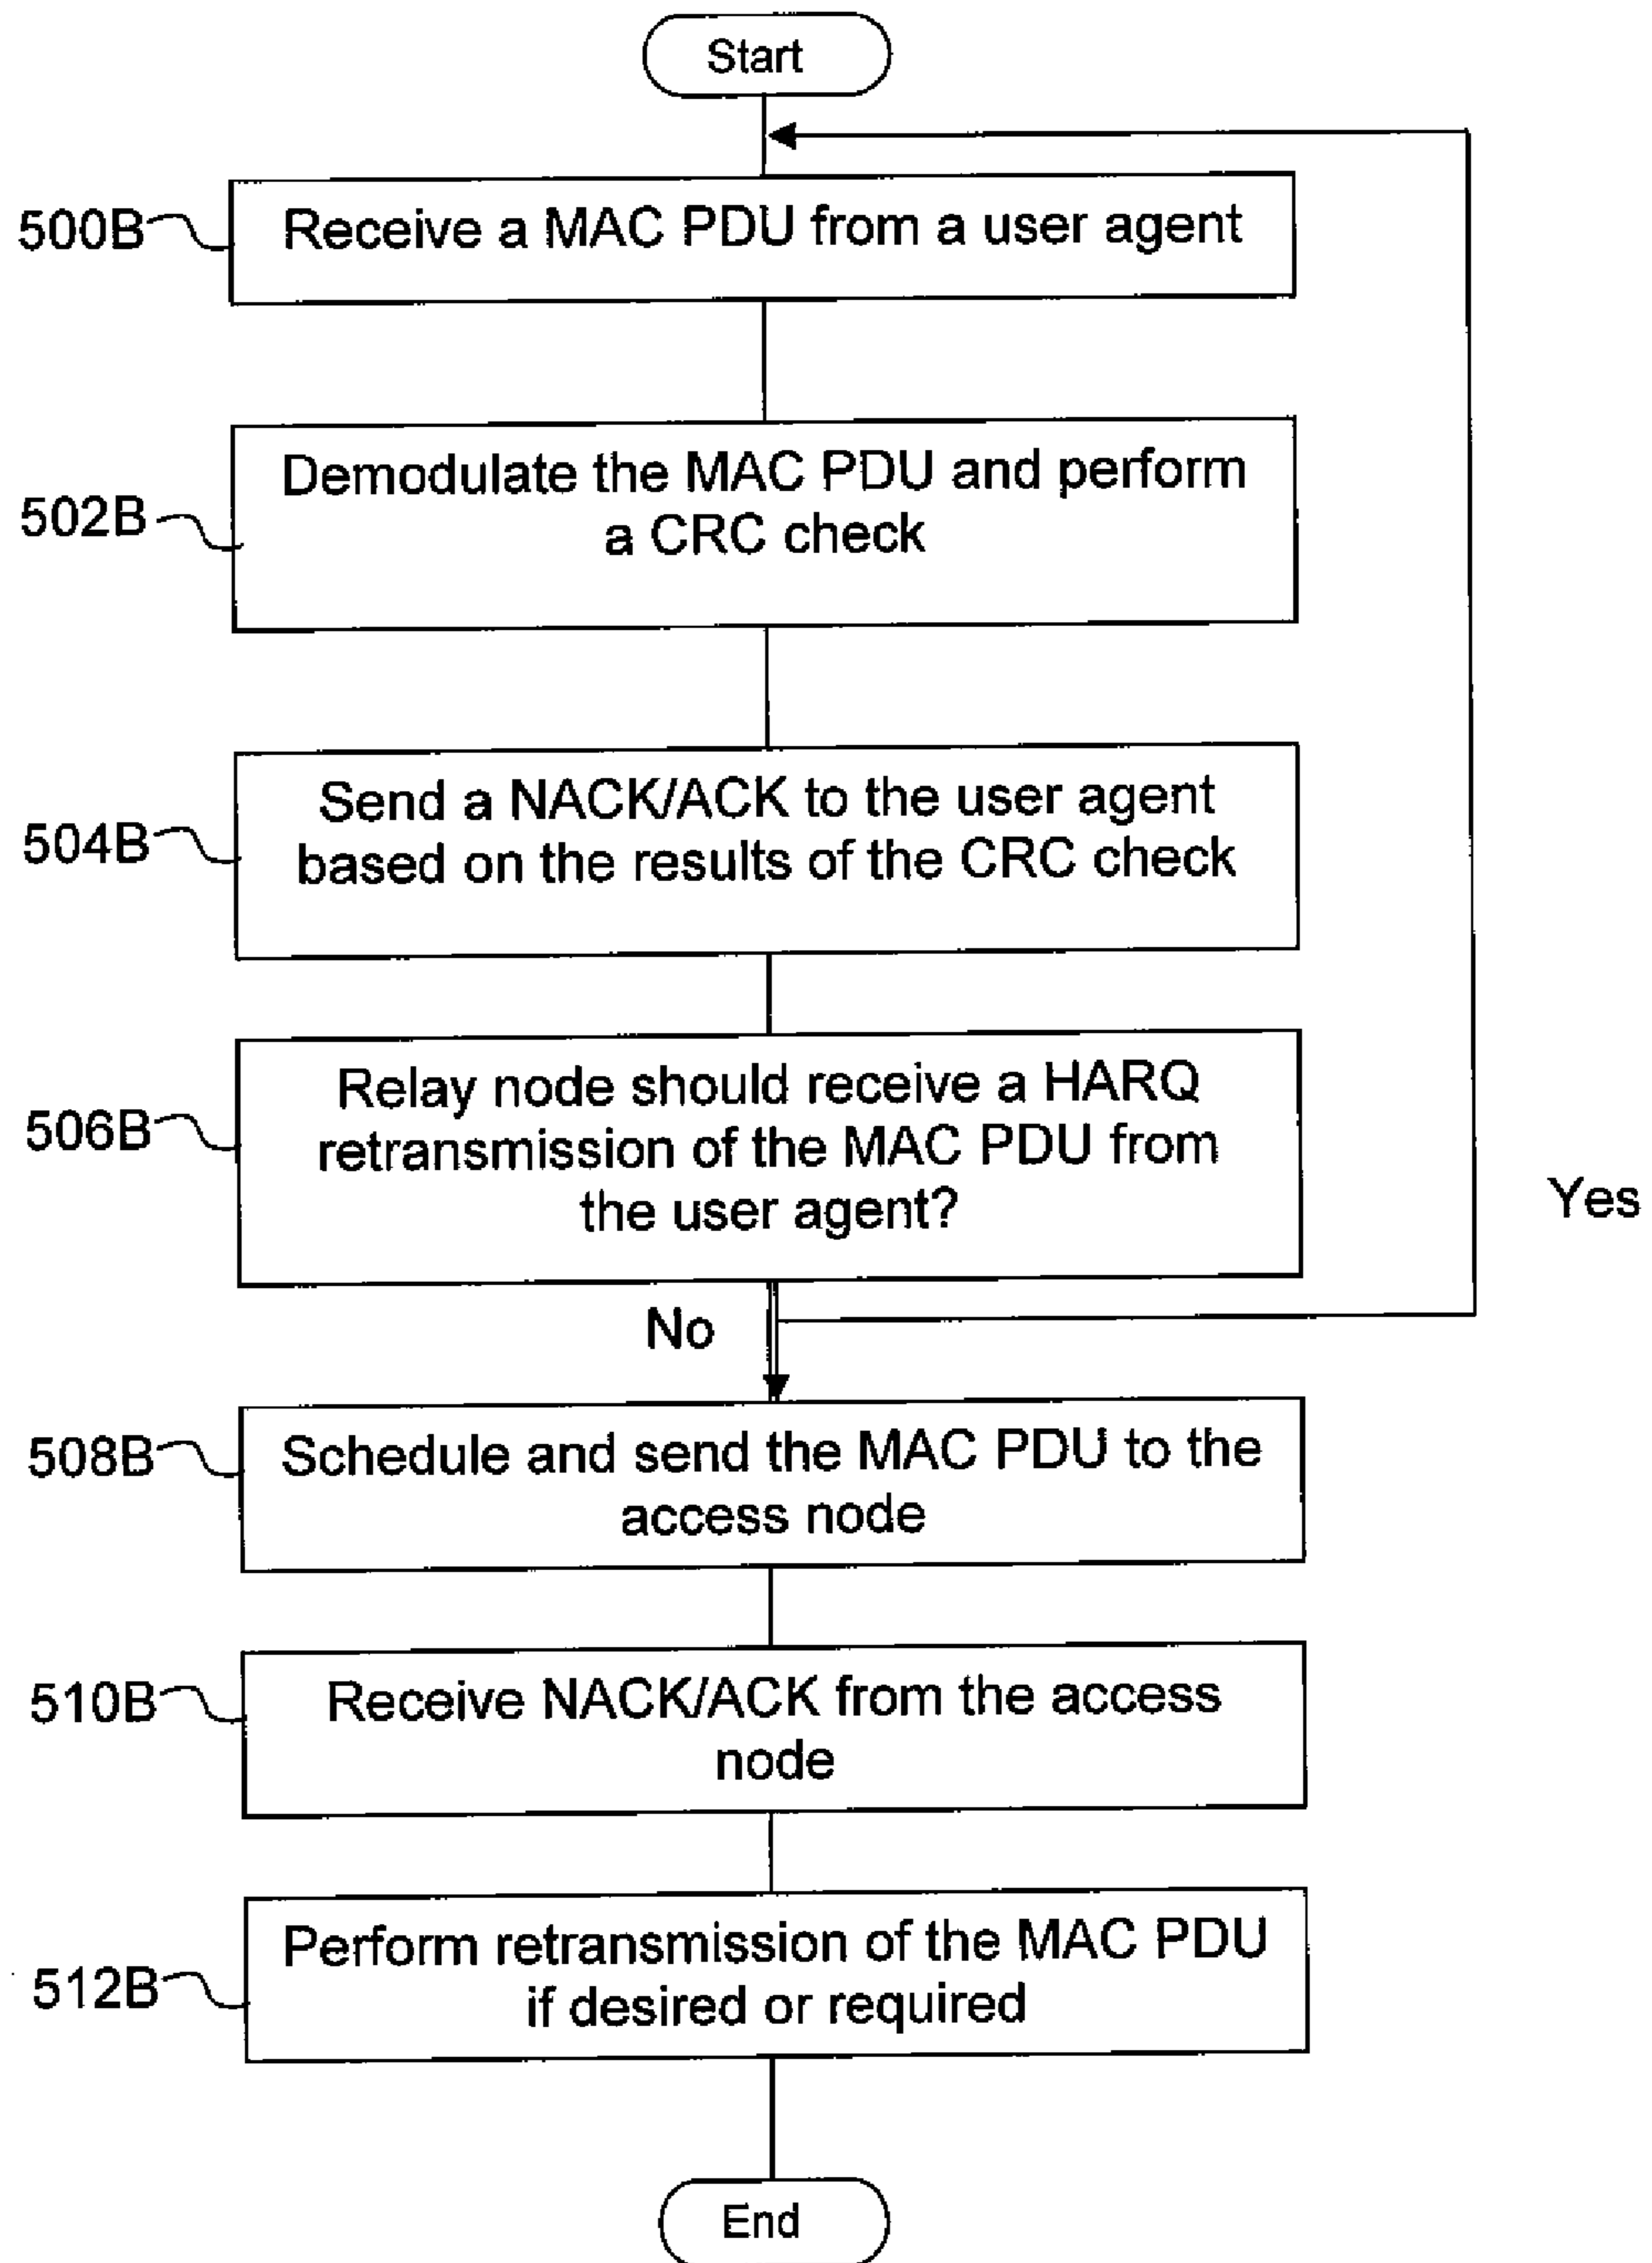 Start
500B
Receive a MAC PDU from a user agent
502B
Demodulate the MAC PDU and perform
a CRC check
504B
Send a NACK/ACK to the user agent
based on the results of the CRC check
506B
Relay node should receive a HARQ
retransmission of the MAC PDU from
the user agent?
Yes
No
508B
Schedule and send the MAC PDU to the
access node
510B
Receive NACK/ACK from the access
node
512B
Perform retransmission of the MAC PDU
if desired or required
End